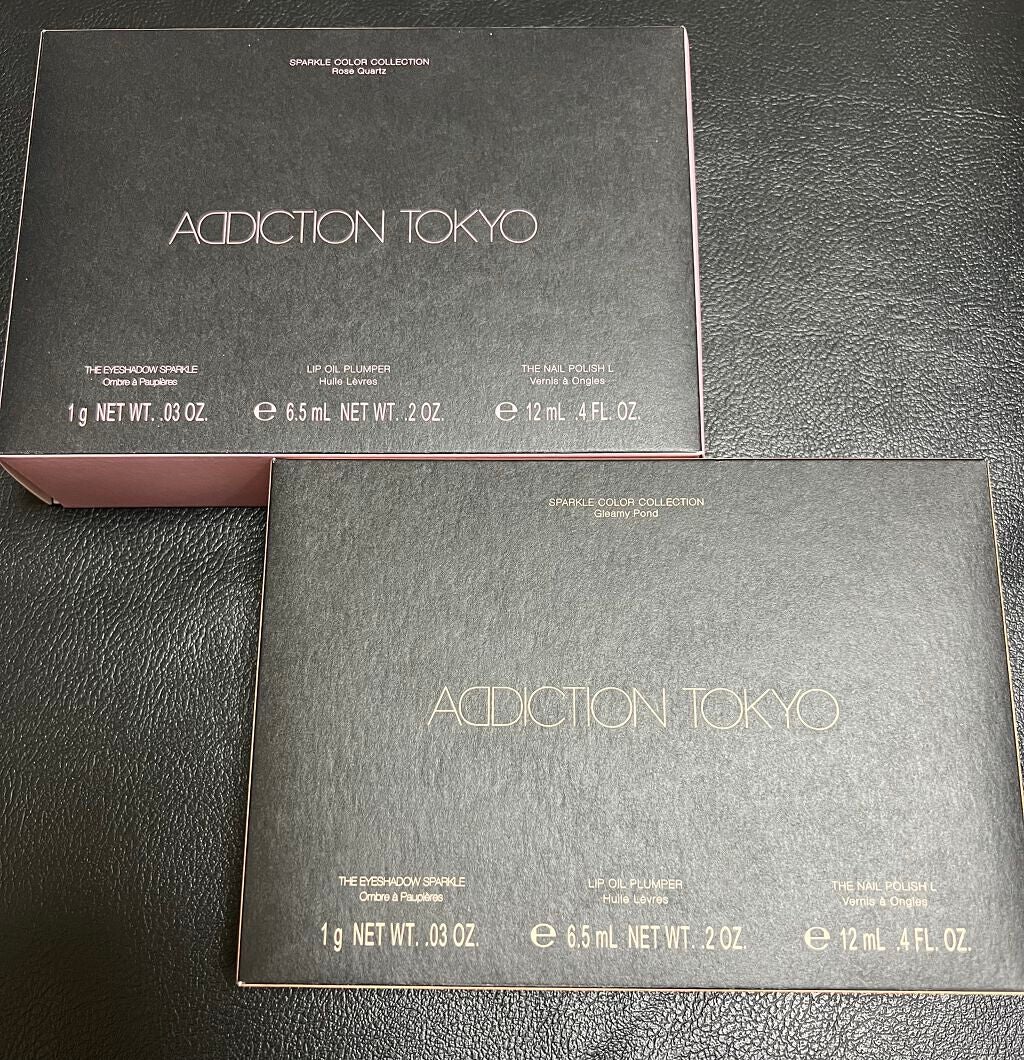 SPARKLE COLOR COLLECTION
Rose Quartz
ADDICTION TOKYO
THE EYESHADOW SPARKLE
Ombre à Paupières
1 g NET WT. .03 OZ.
LIP OIL PLUMPER
Huile Lèvres
℮ 6.5 mL NET WT. .2 OZ.
THE NAIL POLISH L
Vernis à Ongles
℮ 12 mL .4 FL. OZ.
SPARKLE COLOR COLLECTION
Gleamy Pond
ADDICTION TOKYO
THE EYESHADOW SPARKLE
Ombre à Paupières
1 g NET WT. .03 OZ.
LIP OIL PLUMPER
Huile Lèvres
℮ 6.5 mL NET WT. .2 OZ.
THE NAIL POLISH L
Vernis à Ongles
℮ 12 mL .4 FL. OZ.